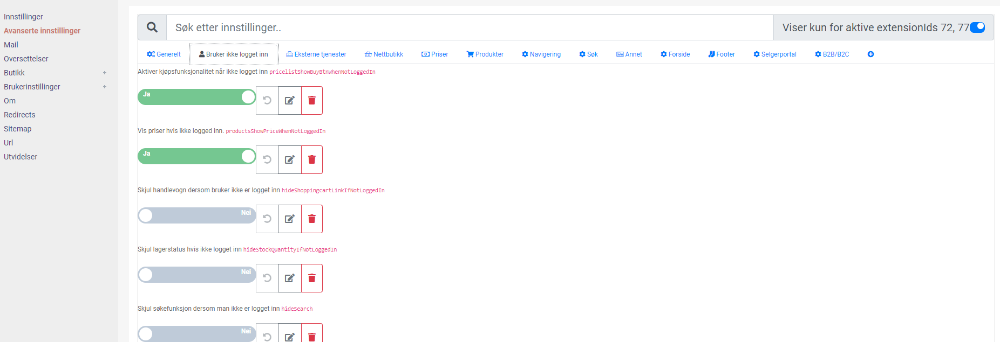 Innstillinger
Avanserte innstillinger
Mail
Oversettelser
Butikk +
Brukerinstillinger +
Om
Redirects
Sitemap
Url
Utvidelser
Søk etter innstillinger..
Viser kun for aktive extensionIds 72, 77
Generelt Bruker ikke logget inn Eksterne tjenester Nettbutikk Priser Produkter Navigering Søk Annet Forside Footer Selgerportal B2B/B2C
Aktiver kjøpsfunksjonalitet når ikke logget inn pricelistShowBuyBtnWhenNotLoggedIn
Ja
Vis priser hvis ikke logged inn. productsShowPriceWhenNotLoggedIn
Ja
Skjul handlevogn dersom bruker ikke er logget inn hideShoppingcartLinkIfNotLoggedIn
Nei
Skjul lagerstatus hvis ikke logget inn hideStockQuantityIfNotLoggedIn
Nei
Skjul søkefunksjon dersom man ikke er logget inn hideSearch
Nei